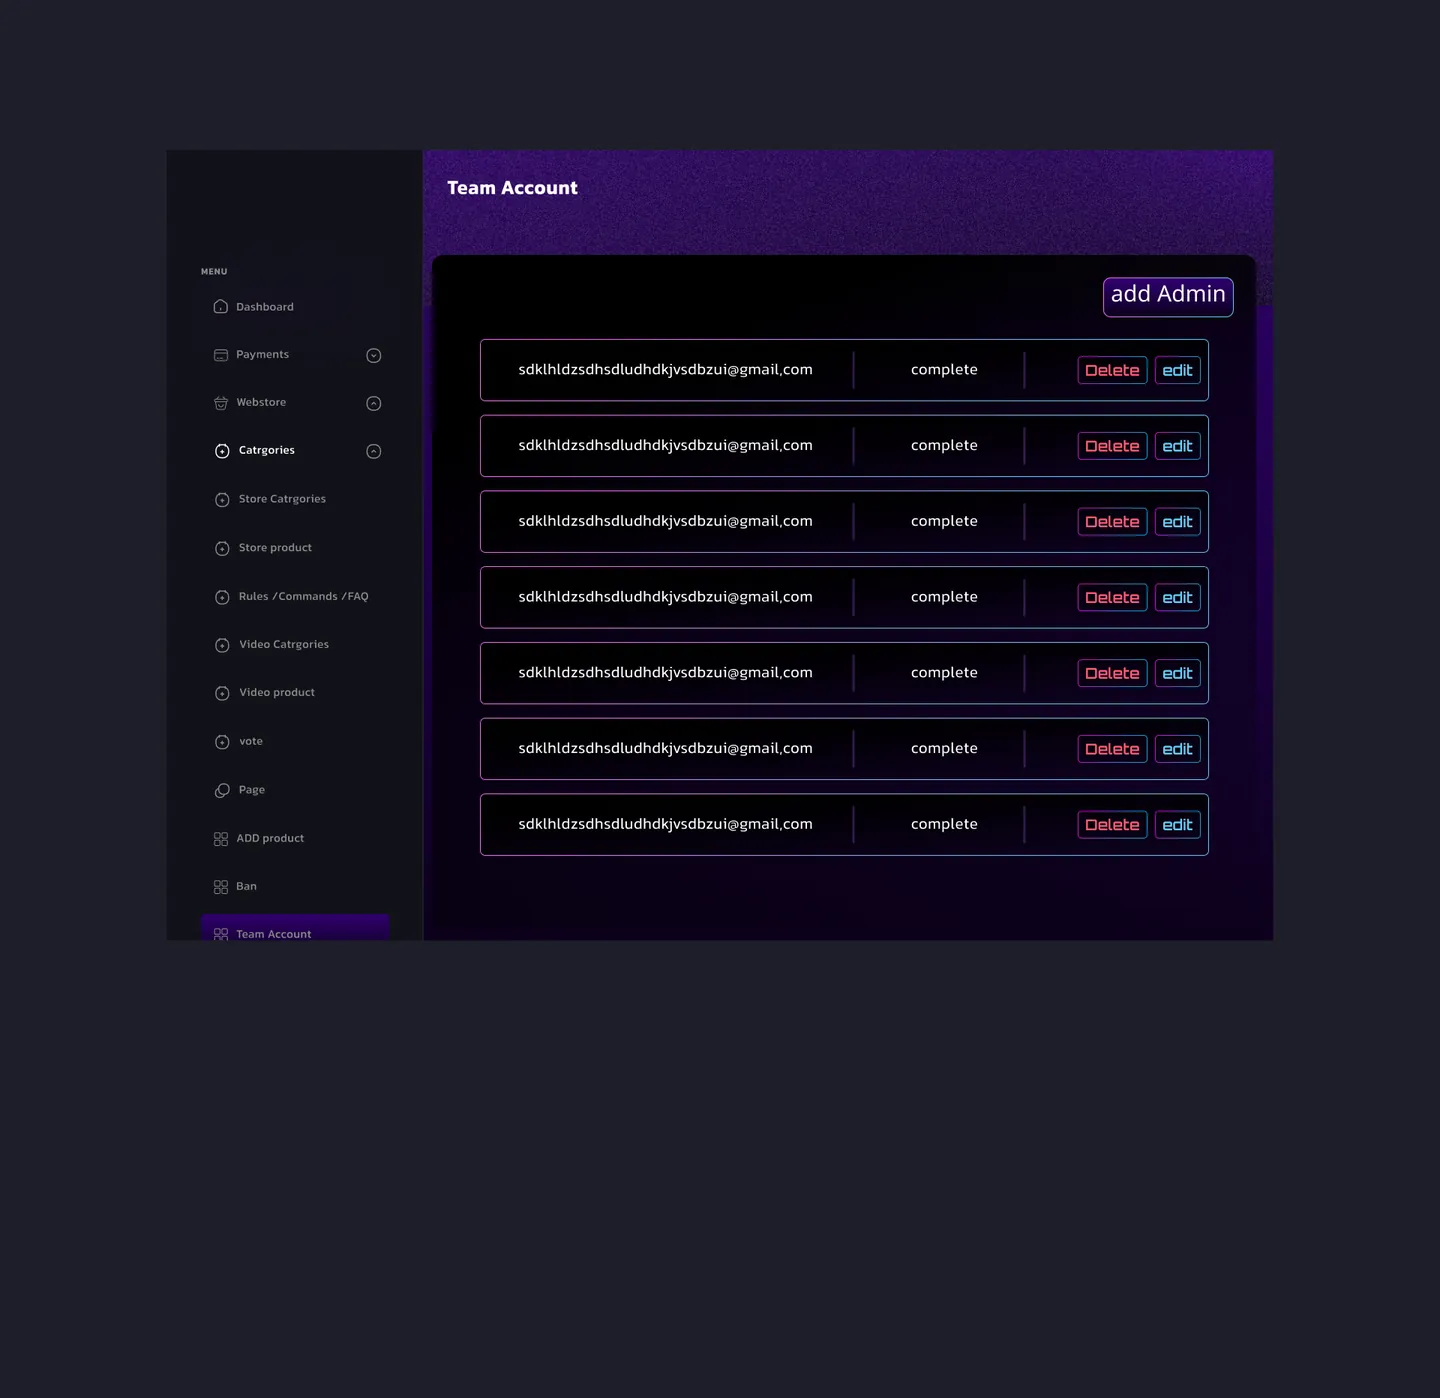 Team Account
MENU
Dashboard
Payments
Webstore
Catrgories
Store Catrgories
Store product
Rules /Commands /FAQ
Video Catrgories
Video product
vote
Page
ADD product
Ban
Team Account
add Admin
sdklhldzsdhsdludhdkjvsdbzui@gmail,com complete Delete edit
sdklhldzsdhsdludhdkjvsdbzui@gmail,com complete Delete edit
sdklhldzsdhsdludhdkjvsdbzui@gmail,com complete Delete edit
sdklhldzsdhsdludhdkjvsdbzui@gmail,com complete Delete edit
sdklhldzsdhsdludhdkjvsdbzui@gmail,com complete Delete edit
sdklhldzsdhsdludhdkjvsdbzui@gmail,com complete Delete edit
sdklhldzsdhsdludhdkjvsdbzui@gmail,com complete Delete edit